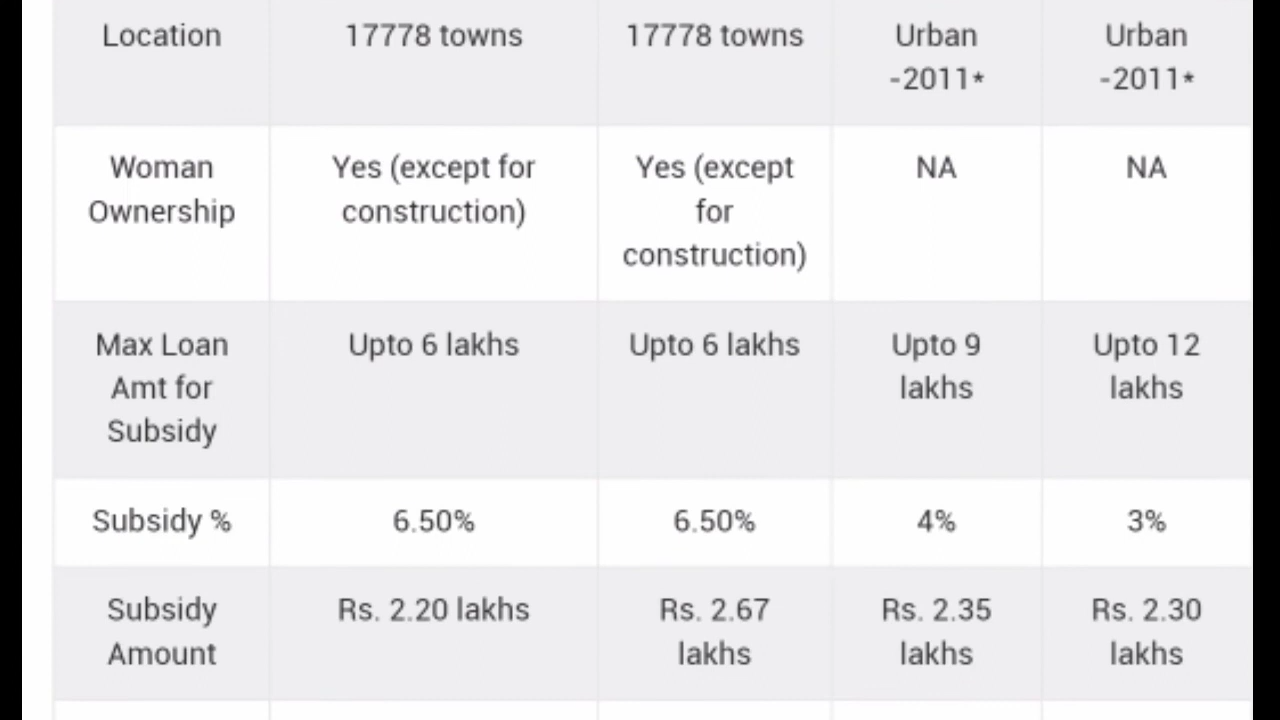 Location 17778 towns 17778 towns Urban Urban
-2011* -2011*
Woman Yes (except for Yes (except NA NA
Ownership construction) for
construction)
Max Loan Upto 6 lakhs Upto 6 lakhs Upto 9 Upto 12
Amt for lakhs lakhs
Subsidy
Subsidy % 6.50% 6.50% 4% 3%
Subsidy Rs. 2.20 lakhs Rs. 2.67 Rs. 2.35 Rs. 2.30
Amount lakhs lakhs lakhs